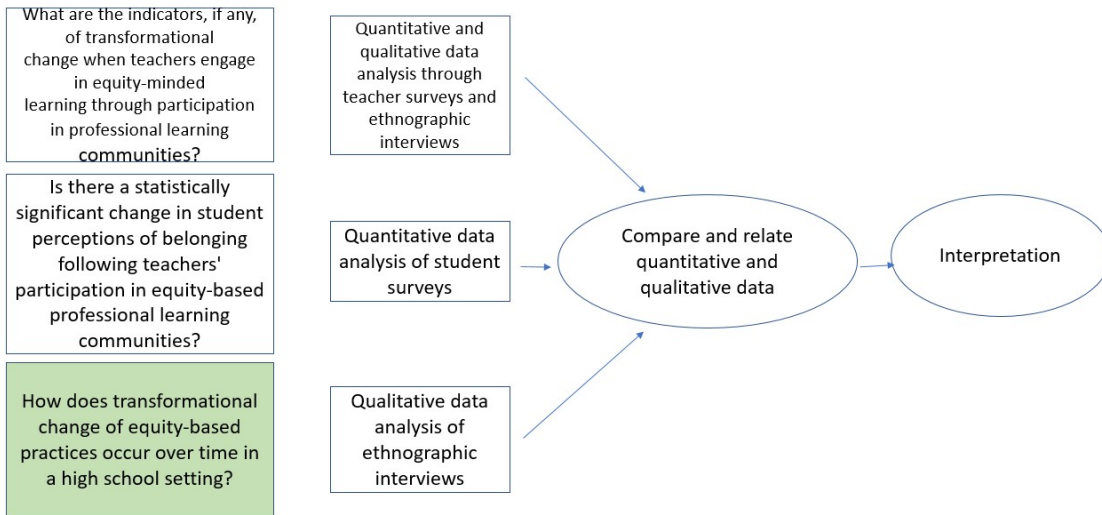 What are the indicators, if any,
of transformational
change when teachers engage
in equity-minded
learning through participation
in professional learning
communities?
Is there a statistically
significant change in student
perceptions of belonging
following teachers'
participation in equity-based
professional learning
communities?
How does transformational
change of equity-based
practices occur over time in
a high school setting?
Quantitative and
qualitative data
analysis through
teacher surveys and
ethnographic
interviews
Quantitative data
analysis of student
surveys
Qualitative data
analysis of
ethnographic
interviews
Compare and relate
quantitative and
qualitative data
Interpretation